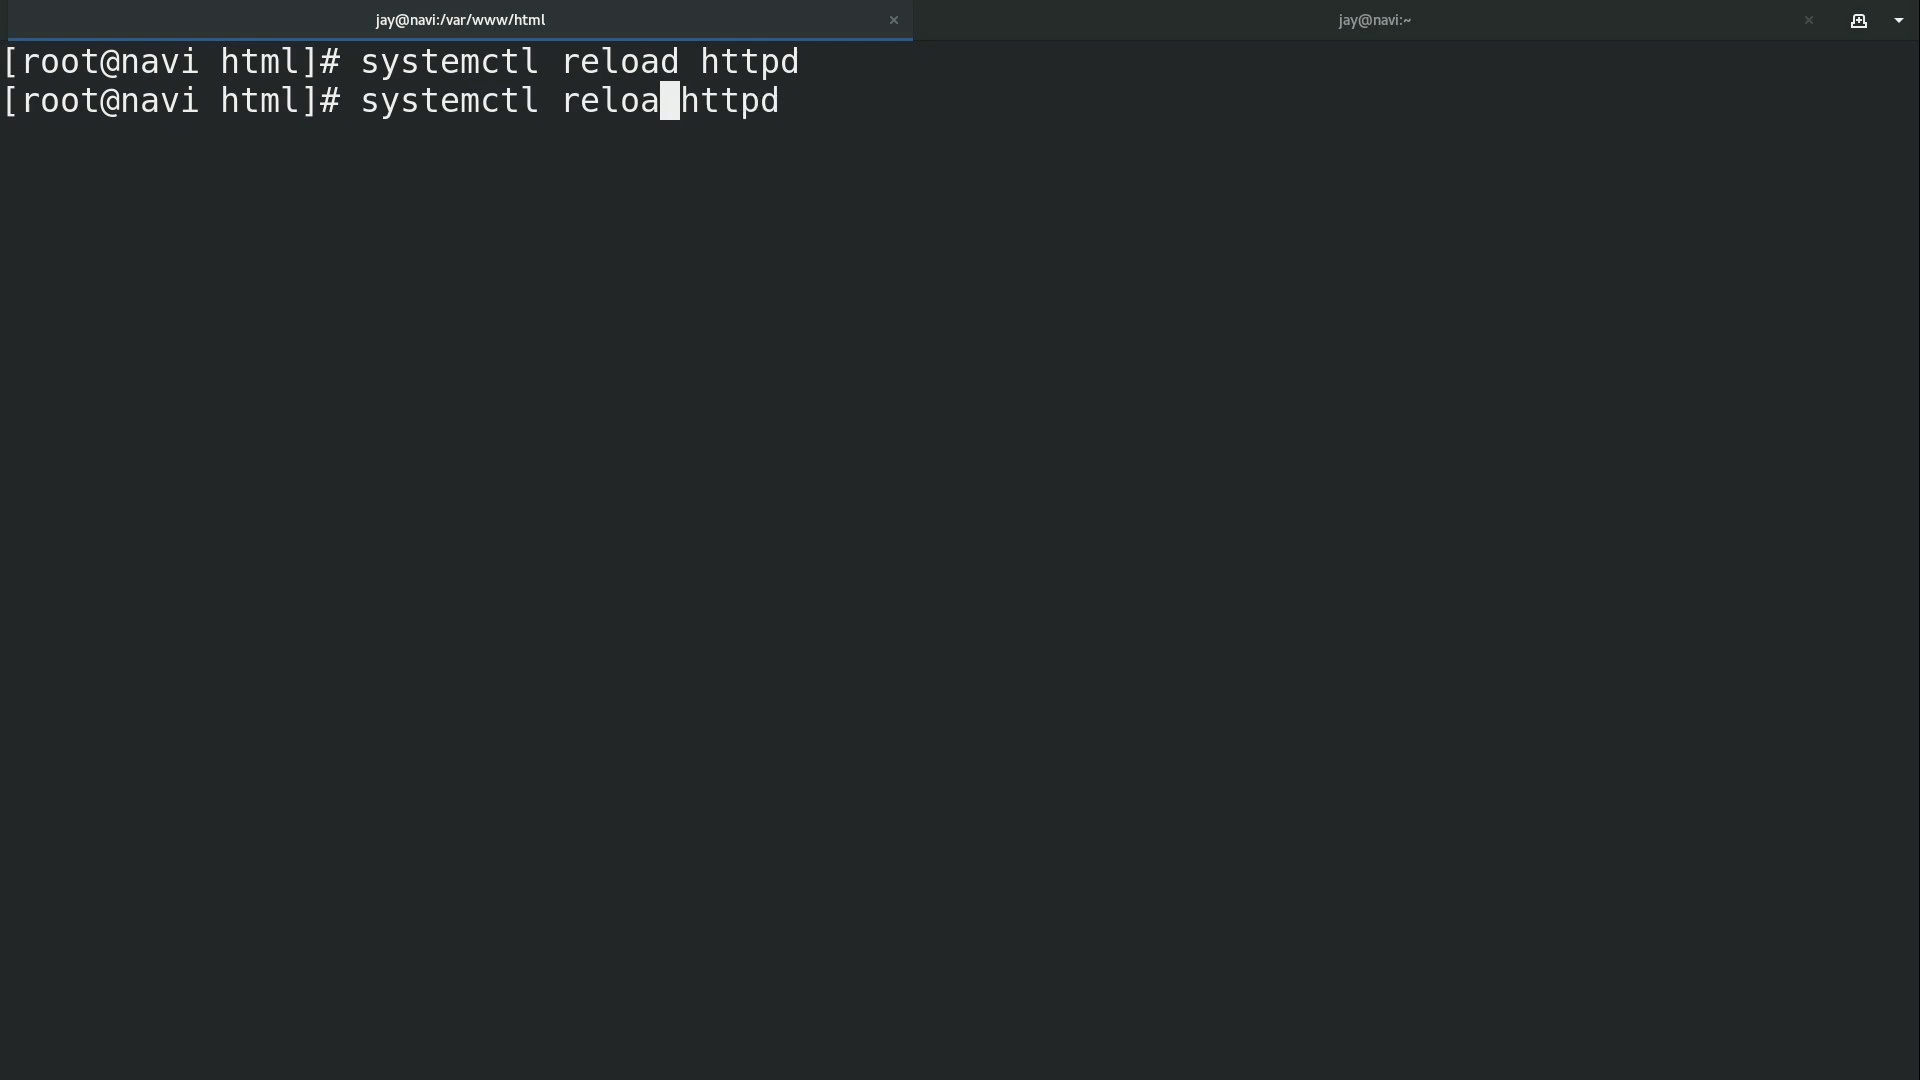 jay@navi:/var/www/html
jay@navi:~
[root@navi html]# systemctl reload httpd
[root@navi html]# systemctl reloa httpd